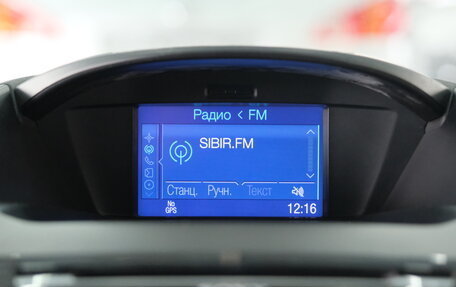 Радио < FM
SIBIR.FM
Станц. Ручн. Текст
No
GPS 12:16